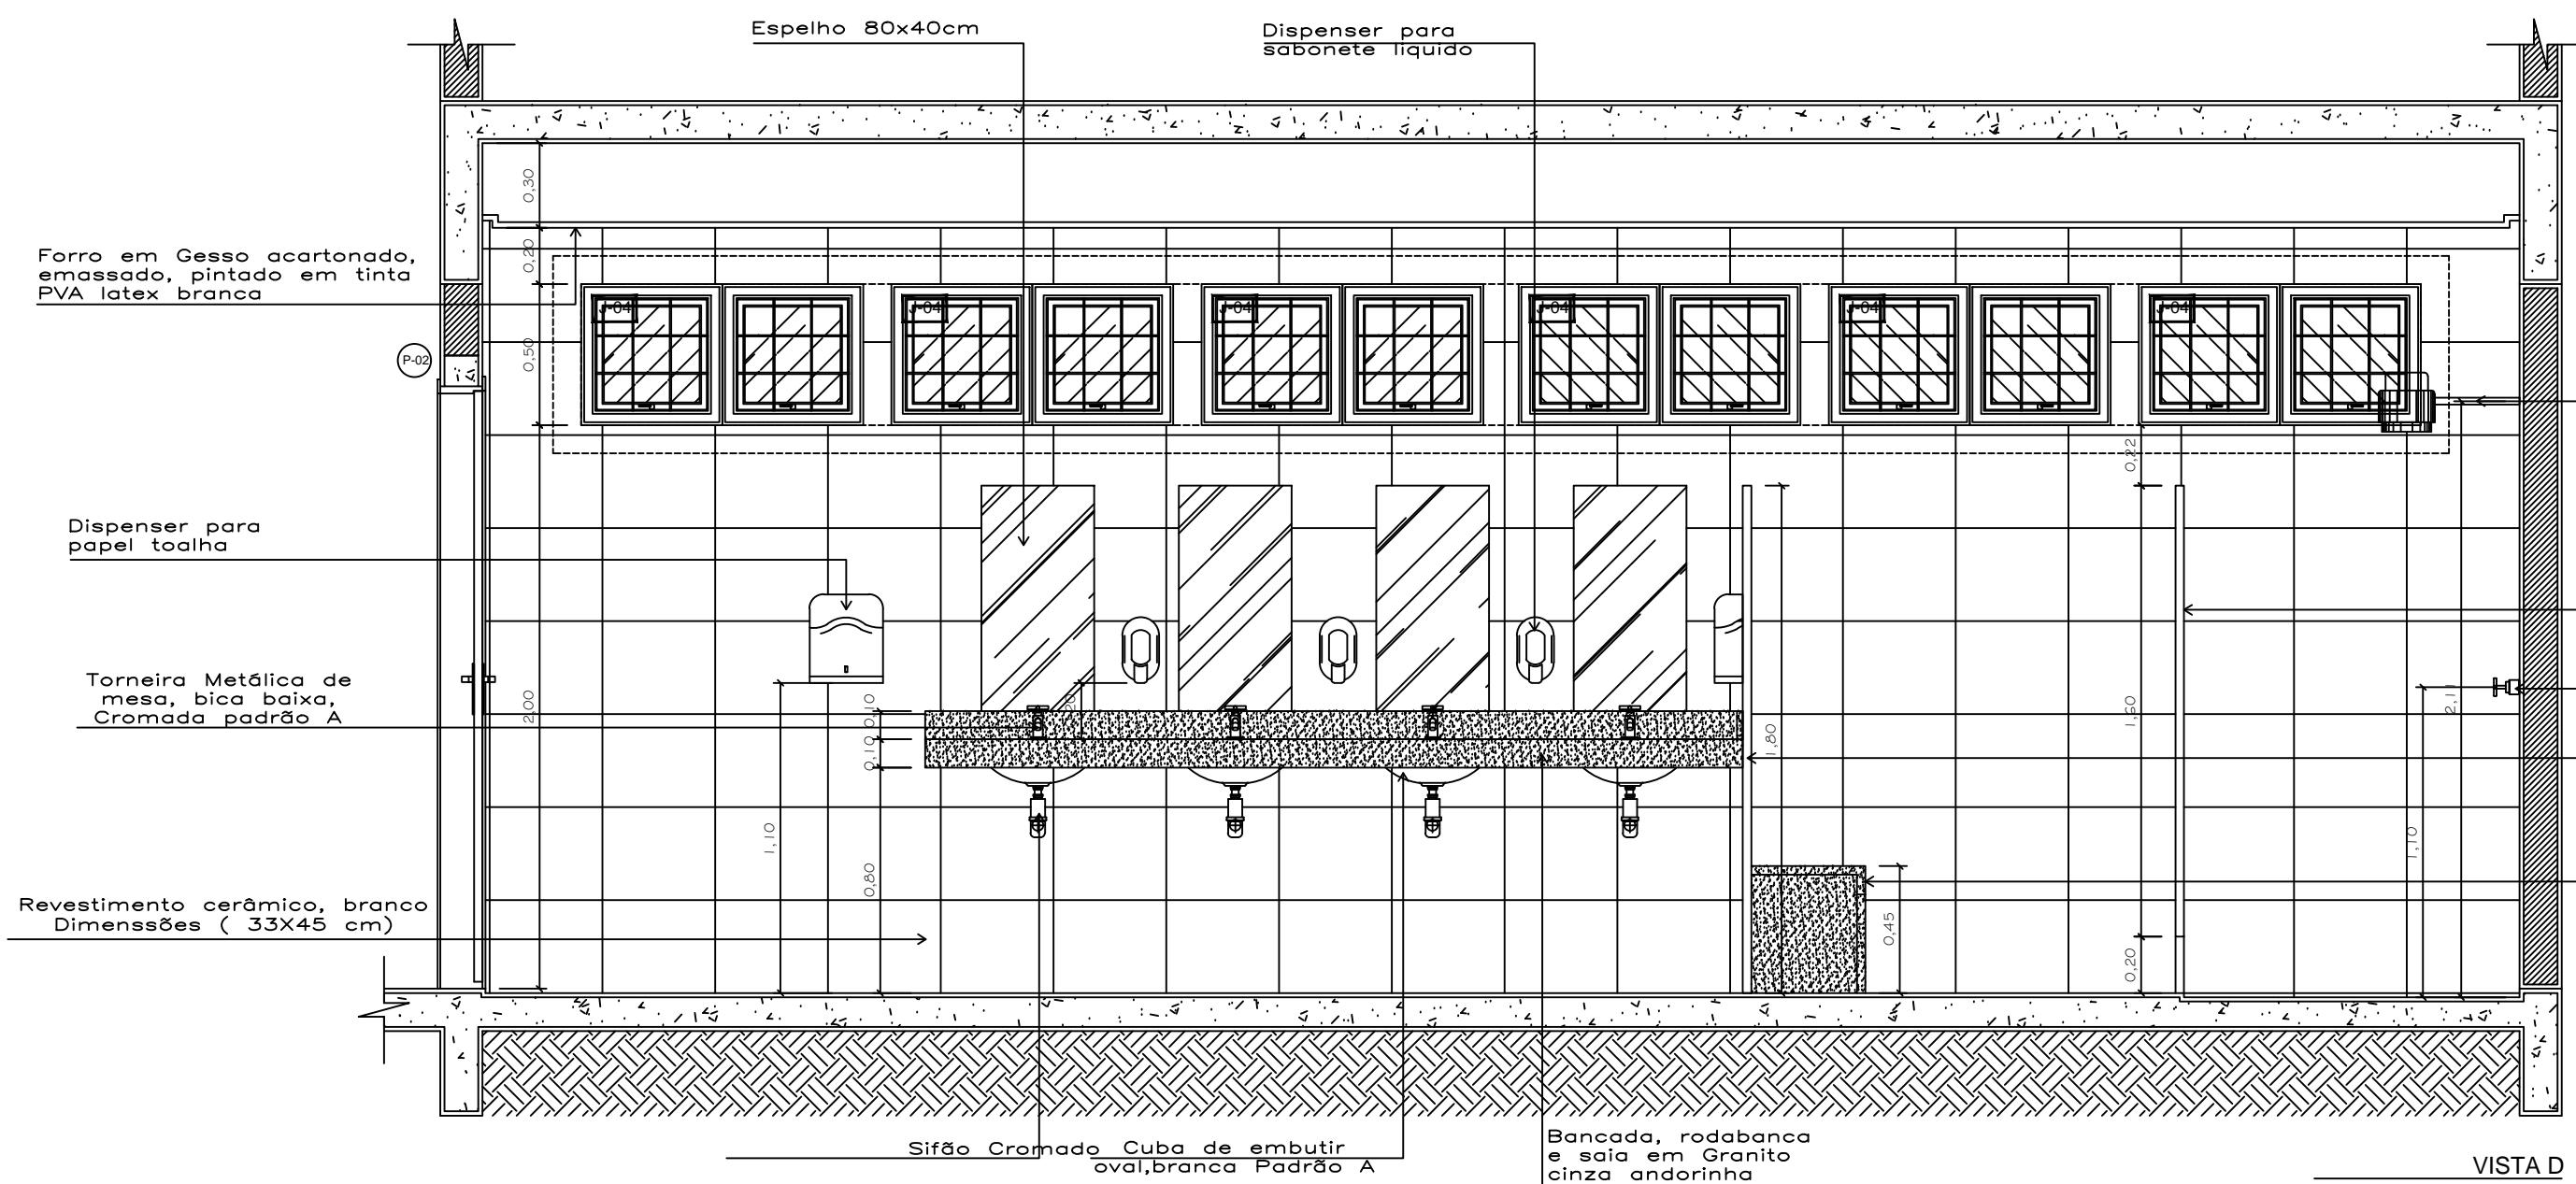 Espelho 80x40cm
Dispenser para
sabonete liquido
0,30
Forro em Gesso acartonado,
emassado, pintado em tinta
PVA latex branca
0,20
J-04
J-04
J-04
J-04
J-04
J-04
P-02
0,50
0,22
Dispenser para
papel toalha
Torneira Metálica de
mesa, bica baixa,
Cromada padrão A
2,00
0,10
0,20
0,10
1,80
1,60
2,11
1,10
0,80
1,10
Revestimento cerâmico, branco
Dimenssões ( 33X45 cm)
0,45
0,20
Sifão Cromado
Cuba de embutir
oval,branca Padrão A
Bancada, rodabanca
e saia em Granito
cinza andorinha
VISTA D